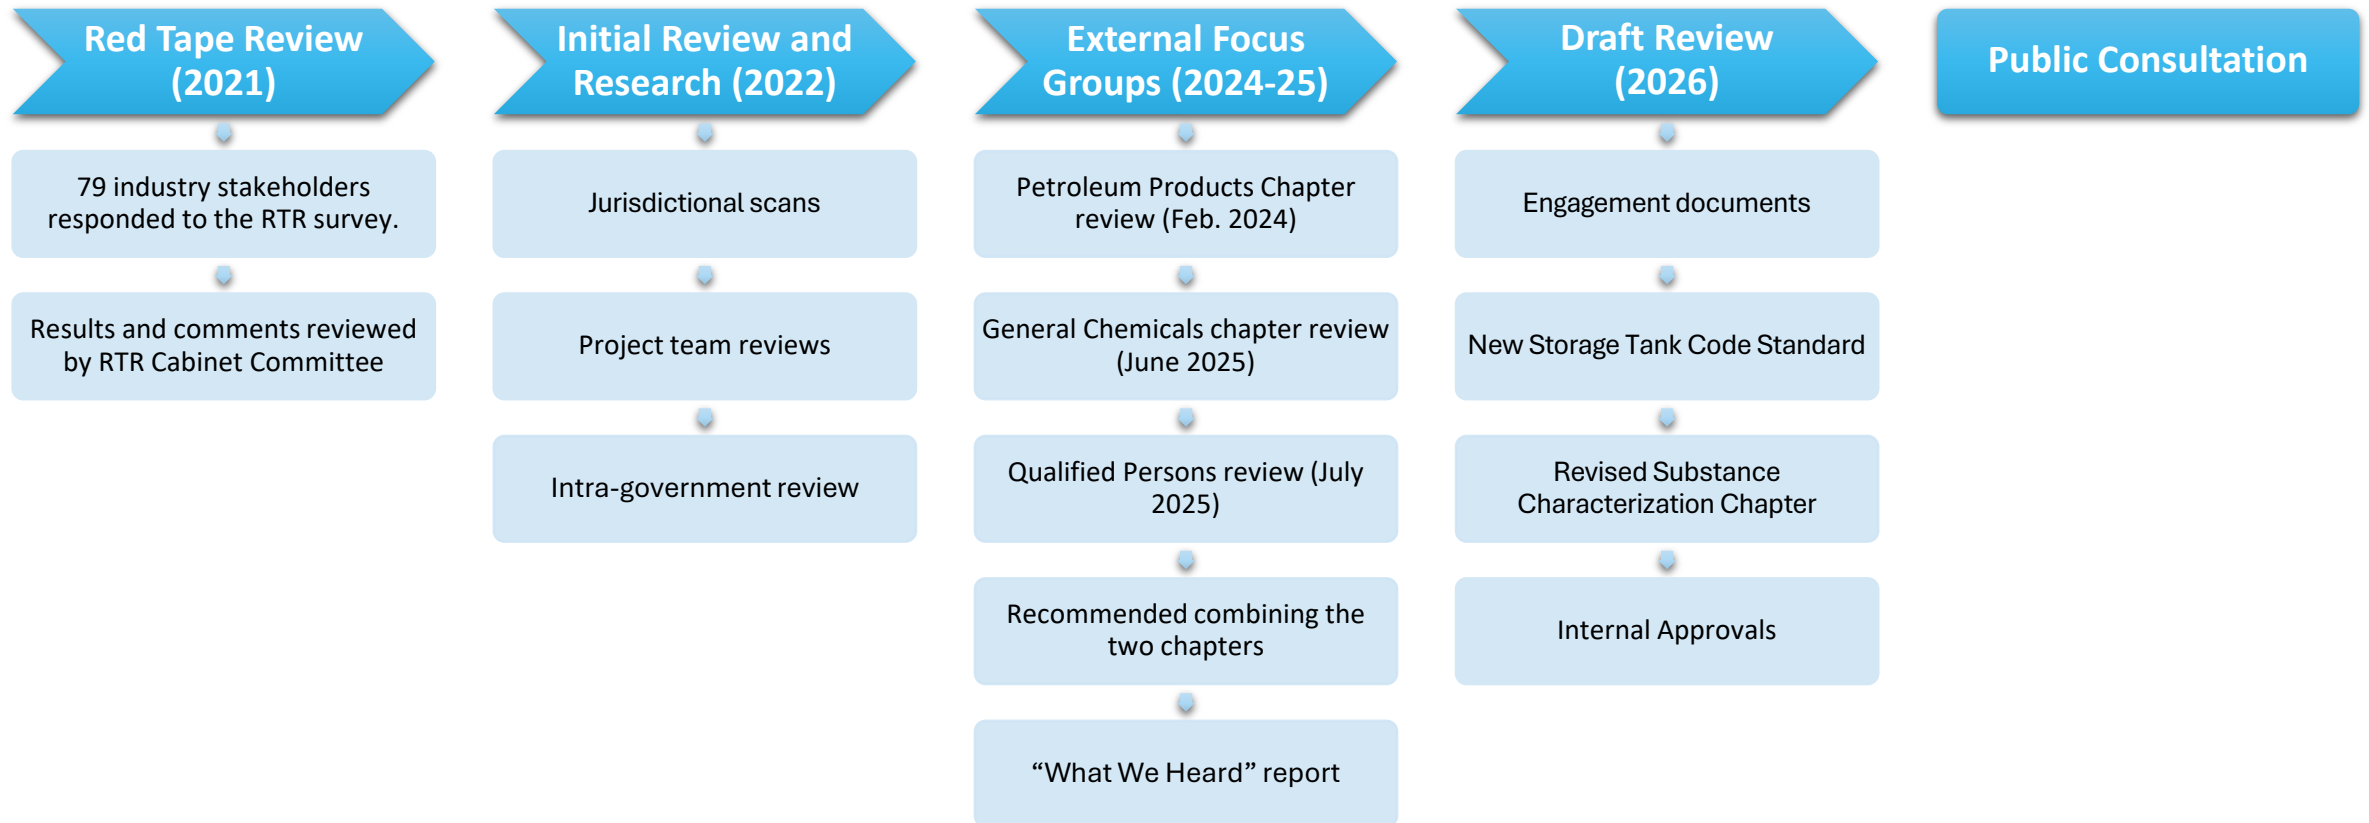 Red Tape Review
(2021)
79 industry stakeholders
responded to the RTR survey.
Results and comments reviewed
by RTR Cabinet Committee
Initial Review and
Research (2022)
Jurisdictional scans
Project team reviews
Intra-government review
External Focus
Groups (2024-25)
Petroleum Products Chapter
review (Feb. 2024)
General Chemicals chapter review
(June 2025)
Qualified Persons review (July
2025)
Recommended combining the
two chapters
“What We Heard” report
Draft Review
(2026)
Engagement documents
New Storage Tank Code Standard
Revised Substance
Characterization Chapter
Internal Approvals
Public Consultation